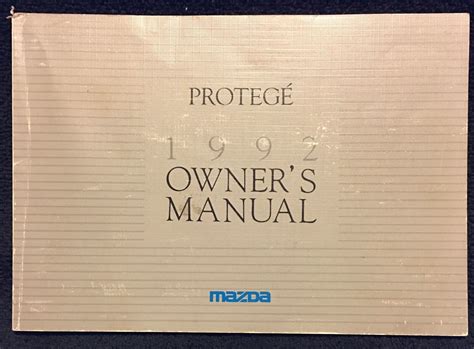 PROTEGÉ
1992
OWNER'S
MANUAL
mazda